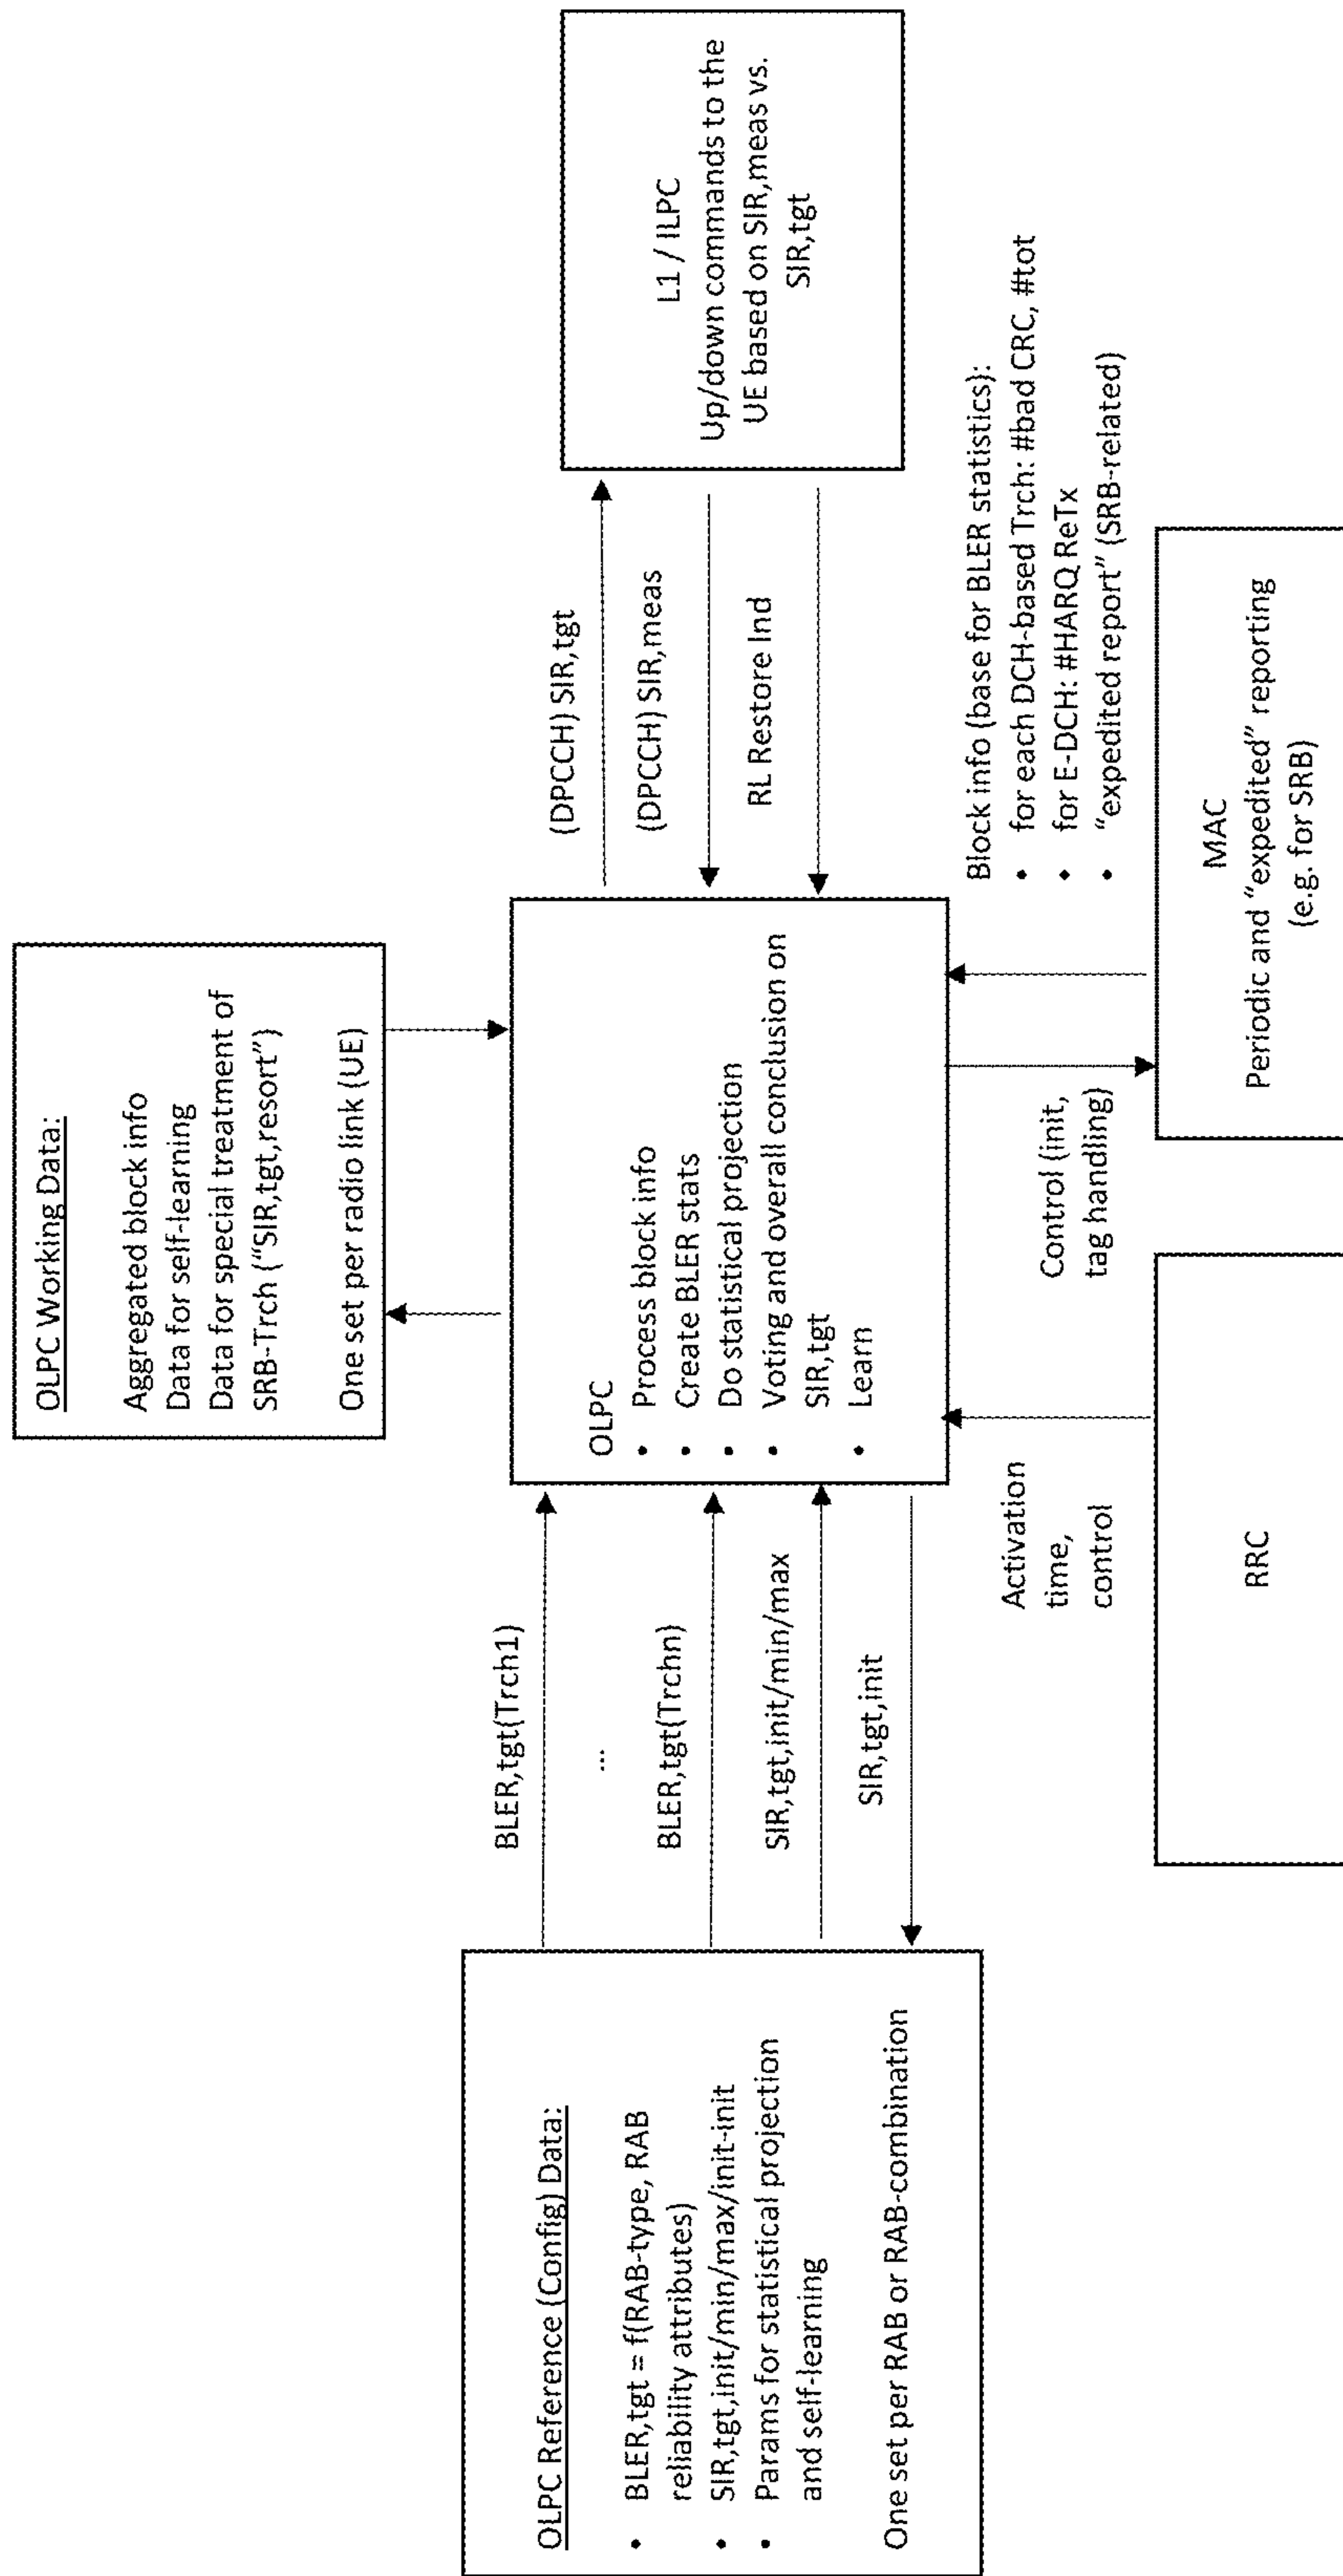 OLPC Working Data:
Aggregated block info
Data for self-learning
Data for special treatment of
SRB-Trch ("SIR,tgt,resort")
One set per radio link (UE)
OLPC Reference (Config) Data:
• BLER,tgt = f(RAB-type, RAB
reliability attributes)
• SIR,tgt,init/min/max/init-init
• Params for statistical projection
and self-learning
One set per RAB or RAB-combination
BLER,tgt(Trch1)
...
BLER,tgt(Trchn)
SIR,tgt,init/min/max
SIR,tgt,init
OLPC
• Process block info
• Create BLER stats
• Do statistical projection
• Voting and overall conclusion on
SIR,tgt
• Learn
(DPCCH) SIR,tgt
(DPCCH) SIR,meas
RL Restore Ind
L1 / ILPC
Up/down commands to the
UE based on SIR,meas vs.
SIR,tgt
Activation
time,
control
RRC
Control (init,
tag handling)
Block info (base for BLER statistics):
• for each DCH-based Trch: #bad CRC, #tot
• for E-DCH: #HARQ ReTx
• "expedited report" (SRB-related)
MAC
Periodic and "expedited" reporting
(e.g. for SRB)